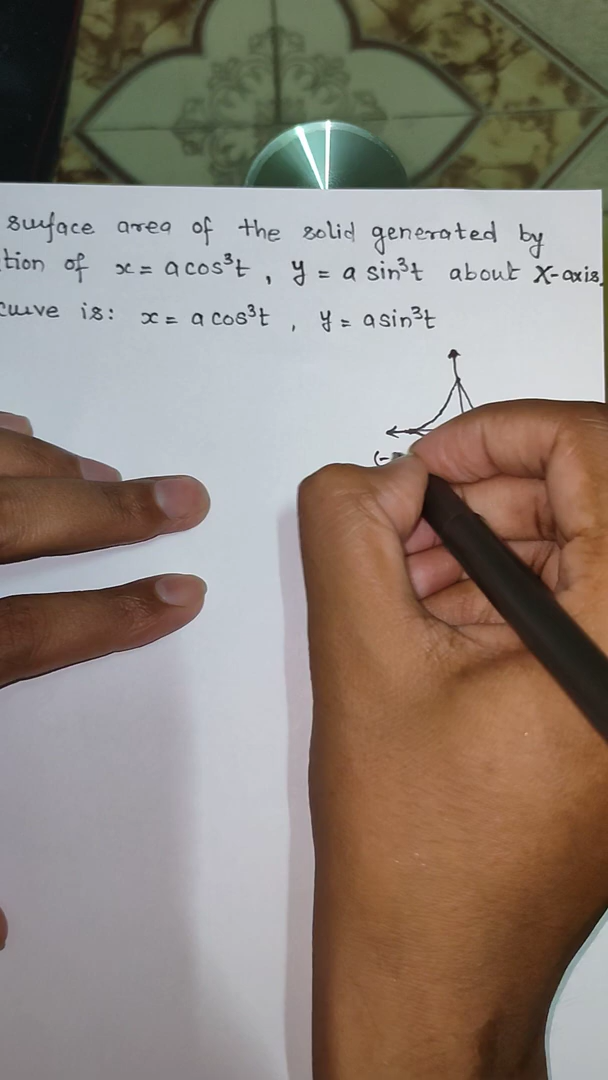 surface area of the solid generated by
tion of x = a cos³t , y = a sin³t about X-axis.
curve is: x = a cos³t , y = a sin³t
(-